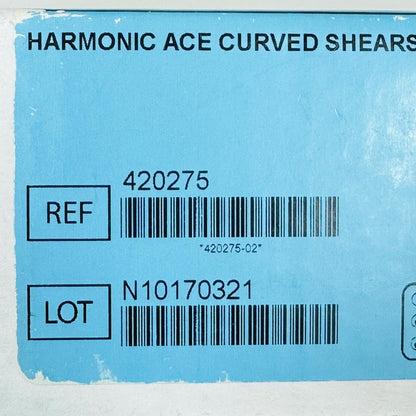 HARMONIC ACE CURVED SHEARS
REF
420275
*420275-02*
LOT
N10170321